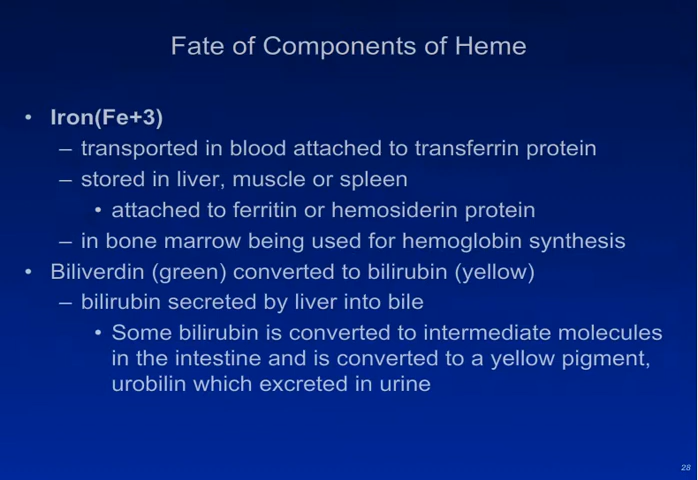 Fate of Components of Heme
• Iron(Fe+3)
– transported in blood attached to transferrin protein
– stored in liver, muscle or spleen
• attached to ferritin or hemosiderin protein
– in bone marrow being used for hemoglobin synthesis
• Biliverdin (green) converted to bilirubin (yellow)
– bilirubin secreted by liver into bile
• Some bilirubin is converted to intermediate molecules
in the intestine and is converted to a yellow pigment,
urobilin which excreted in urine
28